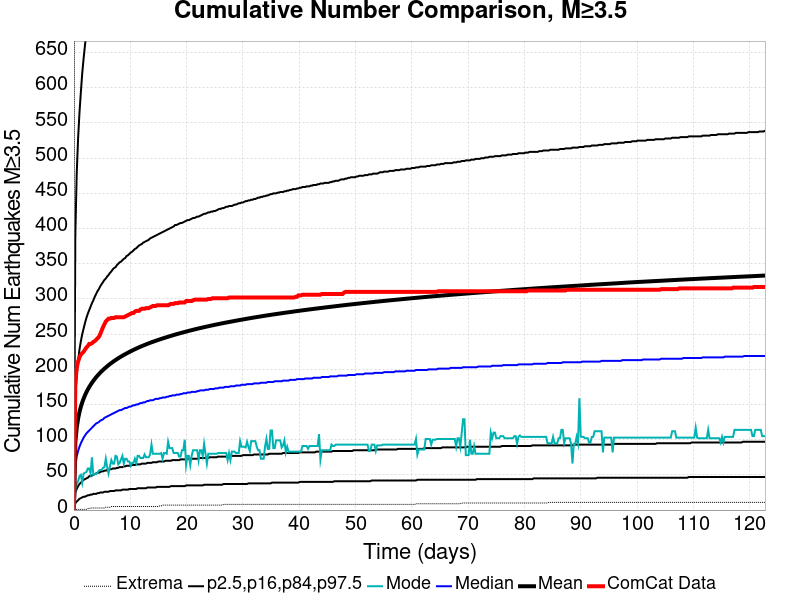 Cumulative Number Comparison, M≥3.5
Cumulative Num Earthquakes M≥3.5
650
600
550
500
450
400
350
300
250
200
150
100
50
0
0 10 20 30 40 50 60 70 80 90 100 110 120
Time (days)
Extrema p2.5,p16,p84,p97.5 Mode Median Mean ComCat Data